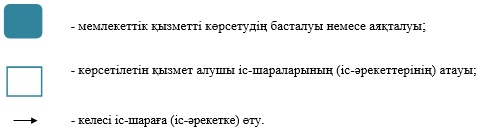 - мемлекеттік қызметті көрсетудің басталуы немесе аяқталуы;
- көрсетілетін қызмет алушы іс-шараларының (іс-әрекеттерінің) атауы;
- келесі іс-шараға (іс-әрекетке) өту.